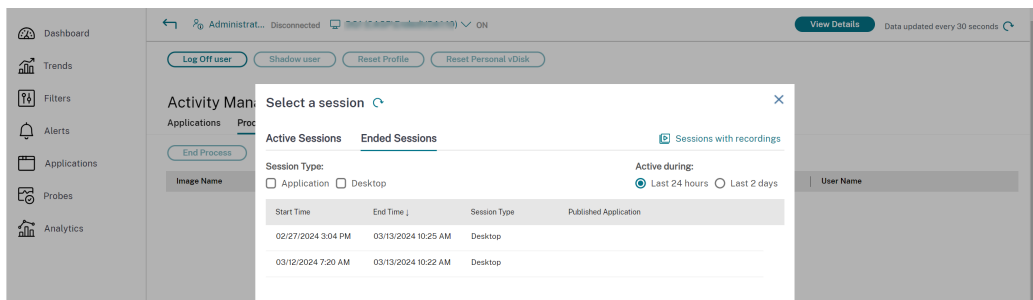 Administrat... Disconnected ON View Details Data updated every 30 seconds
Dashboard
Trends
Filters
Alerts
Applications
Probes
Analytics
Log Off user Shadow user Reset Profile Reset Personal vDisk
Activity Man
Applications Proc
End Process
Image Name User Name
Select a session
Active Sessions Ended Sessions Sessions with recordings
Session Type: Active during:
Application Desktop Last 24 hours Last 2 days
Start Time End Time ↓ Session Type Published Application
02/27/2024 3:04 PM 03/13/2024 10:25 AM Desktop
03/12/2024 7:20 AM 03/13/2024 10:22 AM Desktop